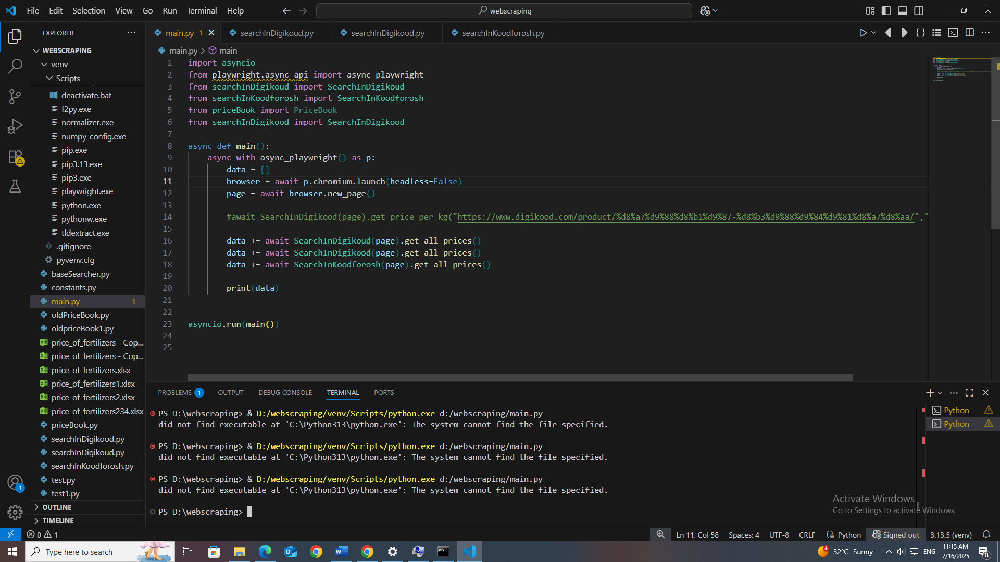 File Edit Selection View Go Run Terminal Help
webscraping
EXPLORER
WEBSCRAPING
venv
Scripts
deactivate.bat
f2py.exe
normalizer.exe
numpy-config.exe
pip.exe
pip3.13.exe
pip3.exe
playwright.exe
python.exe
pythonw.exe
tldextract.exe
.gitignore
pyvenv.cfg
baseSearcher.py
constants.py
main.py 1
oldPriceBook.py
oldpriceBook1.py
price_of_fertilizers - Cop...
price_of_fertilizers - Cop...
price_of_fertilizers.xlsx
price_of_fertilizers1.xlsx
price_of_fertilizers2.xlsx
price_of_fertilizers234.xlsx
priceBook.py
searchInDigikood.py
searchInDigikoud.py
searchInKoodforosh.py
test.py
test1.py
OUTLINE
TIMELINE
main.py 1 searchInDigikoud.py searchInDigikood.py searchInKoodforosh.py
main.py > main
1 import asyncio
2 from playwright.async_api import async_playwright
3 from searchInDigikoud import SearchInDigikoud
4 from searchInKoodforosh import SearchInKoodforosh
5 from priceBook import PriceBook
6 from searchInDigikood import SearchInDigikood
7
8 async def main():
9 async with async_playwright() as p:
10 data = []
11 browser = await p.chromium.launch(headless=False)
12 page = await browser.new_page()
13
14 #await SearchInDigikood(page).get_price_per_kg("https://www.digikood.com/product/%d8%a7%d9%88%d8%b1%d9%87-%d8%b3%d9%88%d9%84%d9%81%d8%a7%d8%aa/","
15
16 data += await SearchInDigikoud(page).get_all_prices()
17 data += await SearchInDigikood(page).get_all_prices()
18 data += await SearchInKoodforosh(page).get_all_prices()
19
20 print(data)
21
22
23 asyncio.run(main())
24
25
PROBLEMS 1 OUTPUT DEBUG CONSOLE TERMINAL PORTS
PS D:\webscraping> & D:/webscraping/venv/Scripts/python.exe d:/webscraping/main.py
did not find executable at 'C:\Python313\python.exe': The system cannot find the file specified.
PS D:\webscraping> & D:/webscraping/venv/Scripts/python.exe d:/webscraping/main.py
did not find executable at 'C:\Python313\python.exe': The system cannot find the file specified.
PS D:\webscraping> & D:/webscraping/venv/Scripts/python.exe d:/webscraping/main.py
did not find executable at 'C:\Python313\python.exe': The system cannot find the file specified.
PS D:\webscraping>
Python
Python
Activate Windows
Go to Settings to activate Windows.
1
0 1
Ln 11, Col 58 Spaces: 4 UTF-8 CRLF {} Python Signed out 3.13.5 (venv)
Type here to search
4 32°C Sunny ENG
11:15 AM
7/16/2025
8